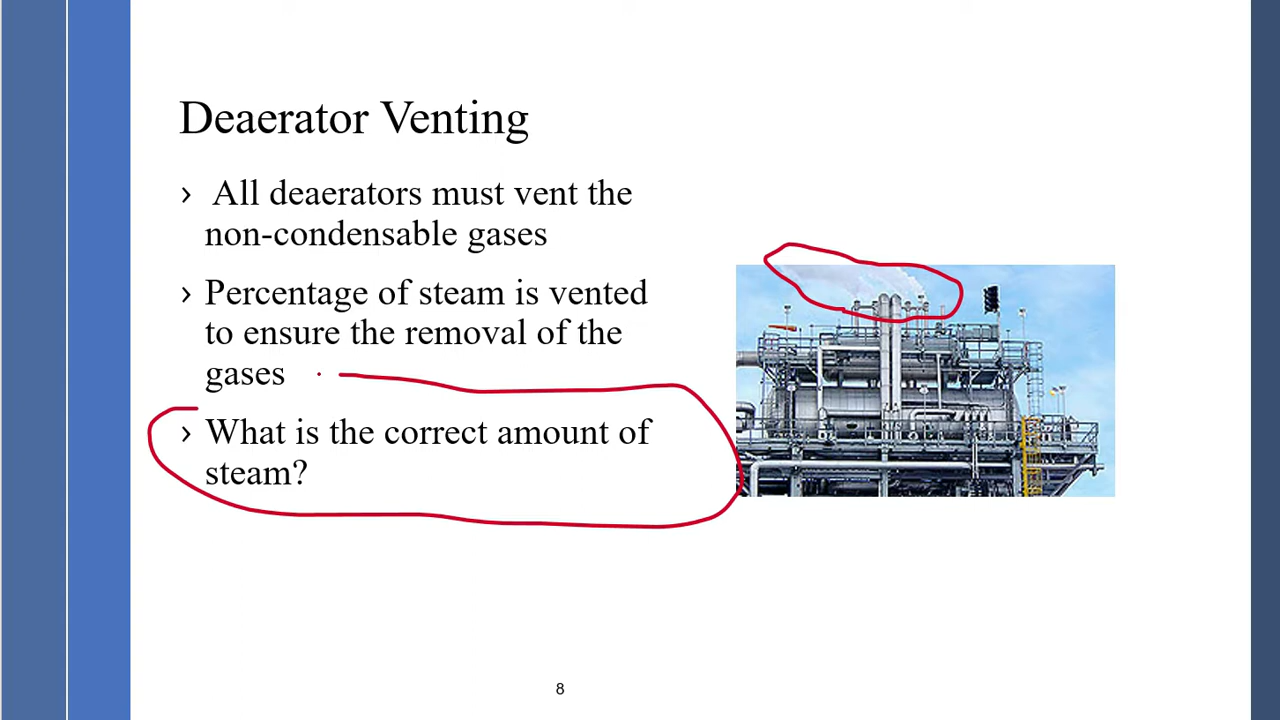 Deaerator Venting
› All deaerators must vent the
non-condensable gases
› Percentage of steam is vented
to ensure the removal of the
gases
› What is the correct amount of
steam?
8